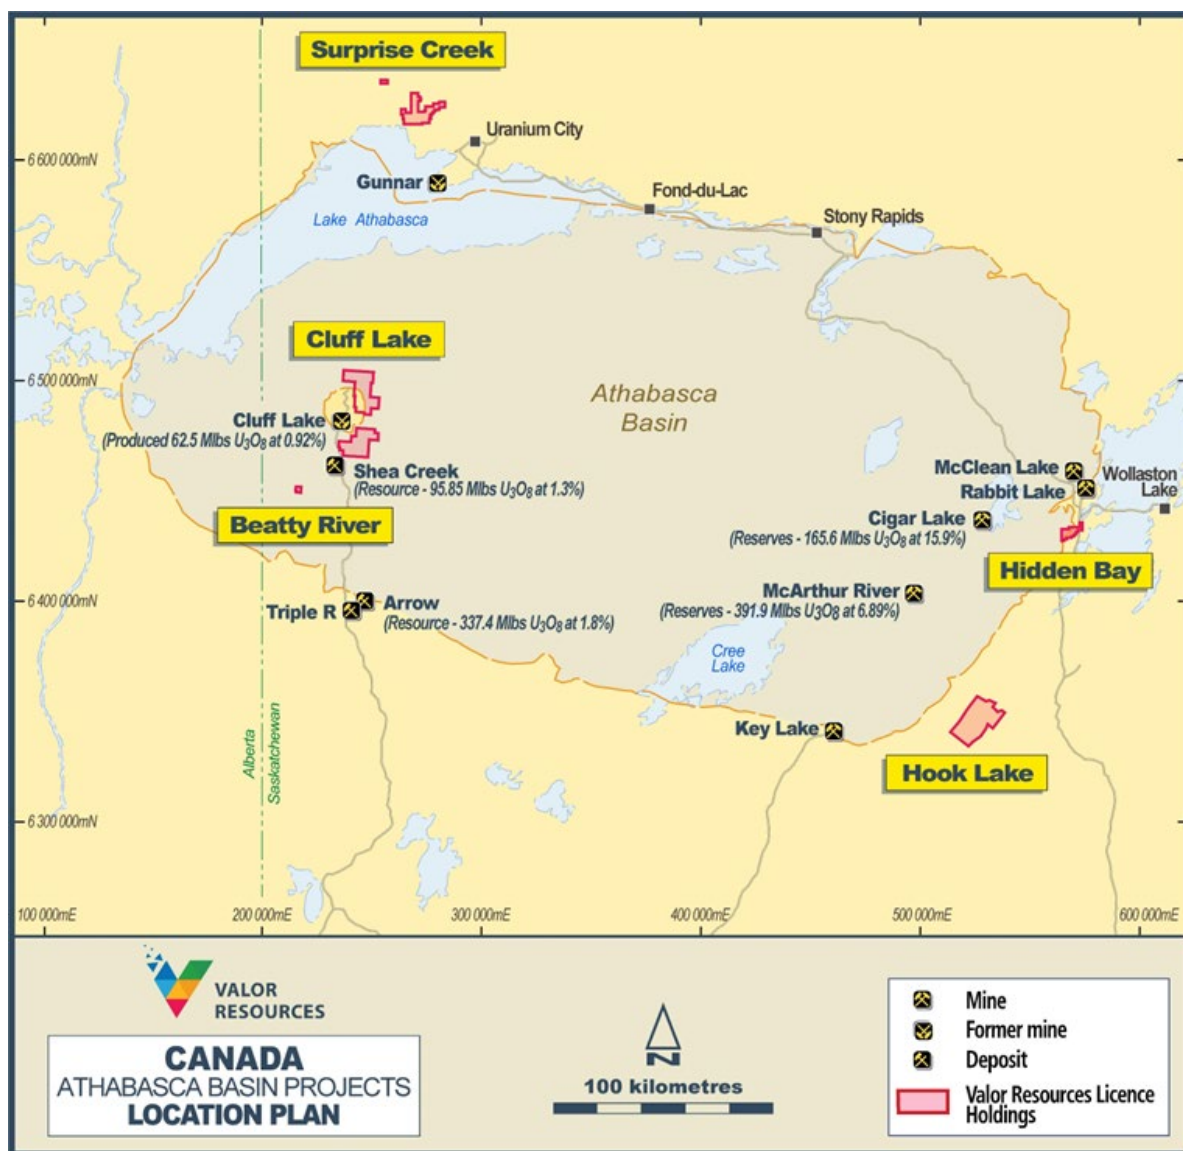 Surprise Creek
Uranium City
6 600 000mN
Gunnar
Fond-du-Lac
Lake Athabasca
Stony Rapids
Cluff Lake
6 500 000mN
Athabasca
Basin
Cluff Lake
(Produced 62.5 Mlbs U₃O₈ at 0.92%)
Shea Creek
(Resource - 95.85 Mlbs U₃O₈ at 1.3%)
McClean Lake
Rabbit Lake
Wollaston
Lake
Beatty River
Cigar Lake
(Reserves - 165.6 Mlbs U₃O₈ at 15.9%)
Hidden Bay
McArthur River
(Reserves - 391.9 Mlbs U₃O₈ at 6.89%)
6 400 000mN
Triple R
Arrow
(Resource - 337.4 Mlbs U₃O₈ at 1.8%)
Cree
Lake
Key Lake
Hook Lake
Alberta
Saskatchewan
6 300 000mN
100 000mE
200 000mE
300 000mE
400 000mE
500 000mE
600 000mE
VALOR
RESOURCES
CANADA
ATHABASCA BASIN PROJECTS
LOCATION PLAN
N
100 kilometres
Mine
Former mine
Deposit
Valor Resources Licence
Holdings